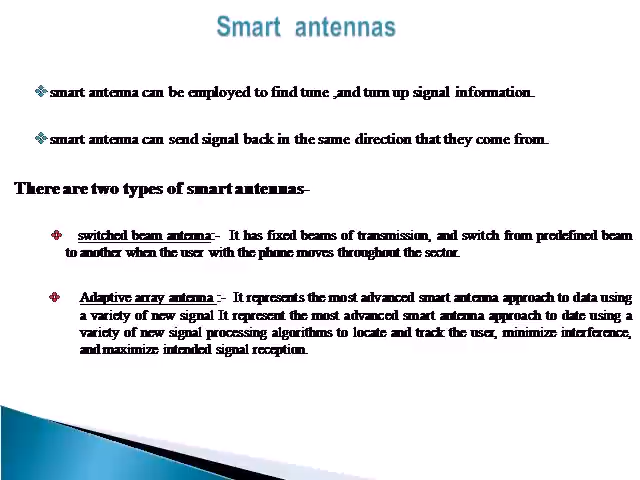 Smart antennas
smart antenna can be employed to find tune ,and turn up signal information.
smart antenna can send signal back in the same direction that they come from.
There are two types of smart antennas-
switched beam antenna:- It has fixed beams of transmission, and switch from predefined beam
to another when the user with the phone moves throughout the sector.
Adaptive array antenna :- It represents the most advanced smart antenna approach to data using
a variety of new signal It represent the most advanced smart antenna approach to date using a
variety of new signal processing algorithms to locate and track the user, minimize interference,
and maximize intended signal reception.